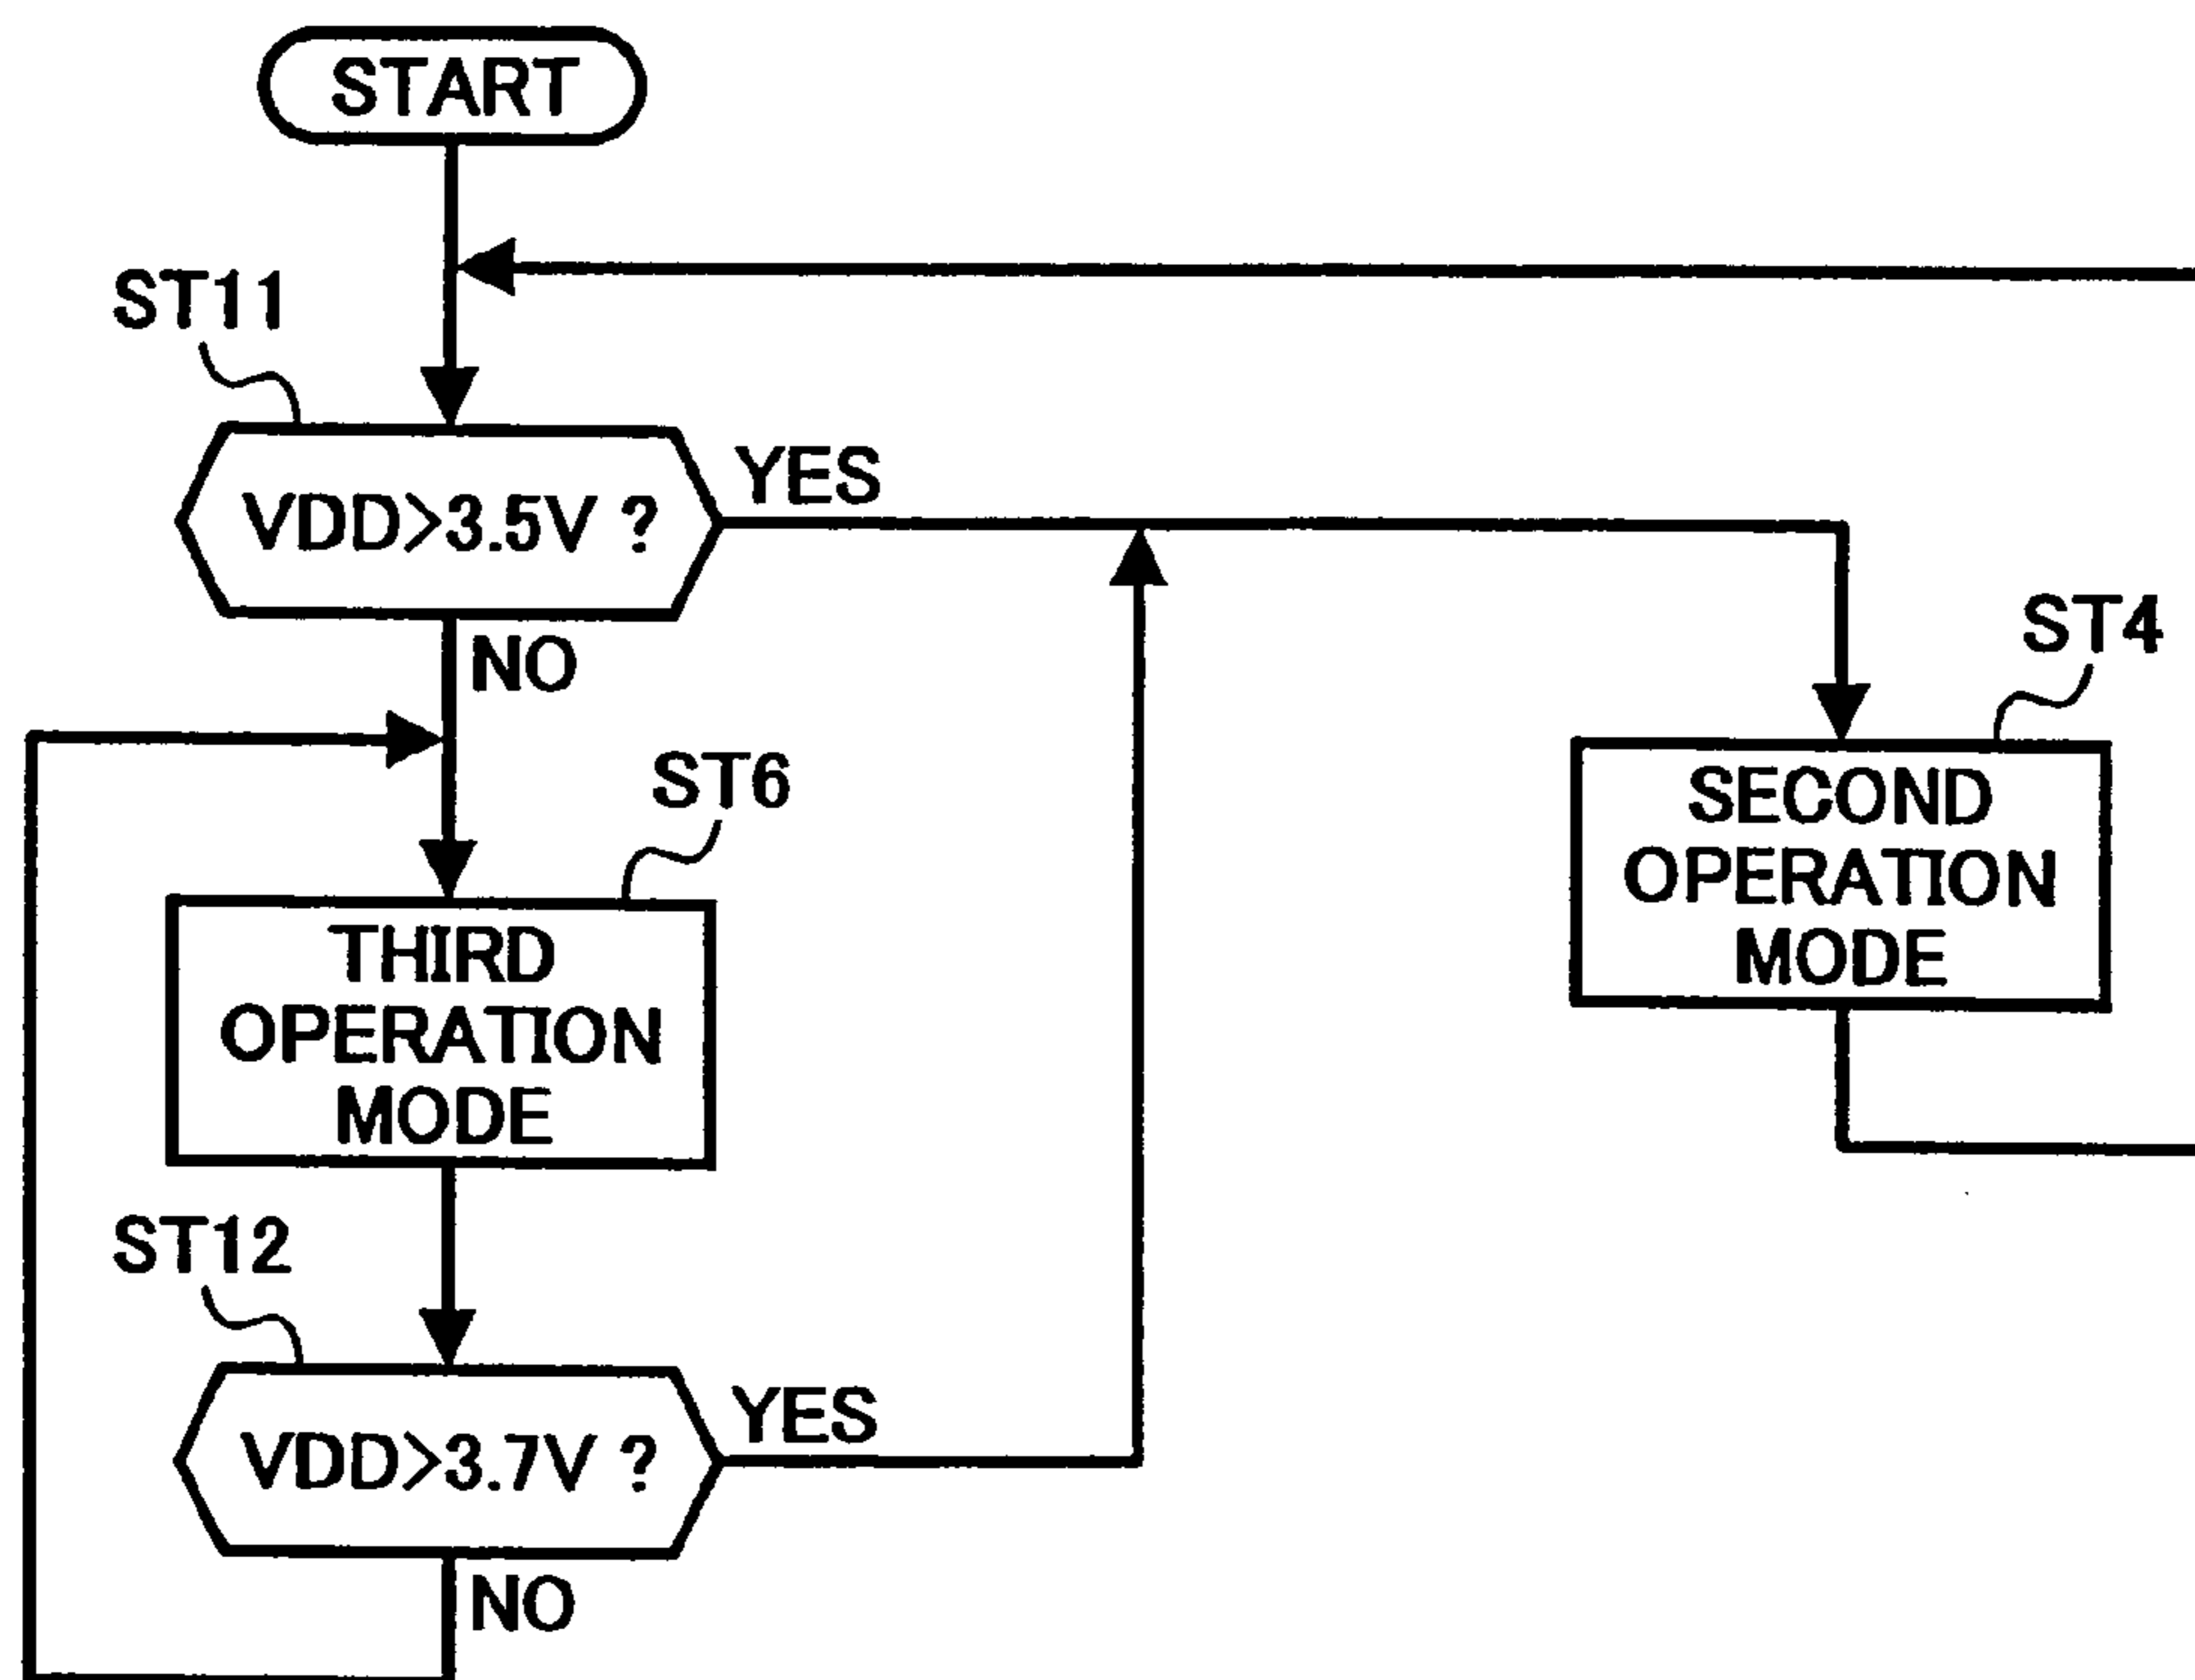 START
ST11
VDD>3.5V ?
YES
NO
ST4
SECOND
OPERATION
MODE
ST6
THIRD
OPERATION
MODE
ST12
VDD>3.7V ?
YES
NO